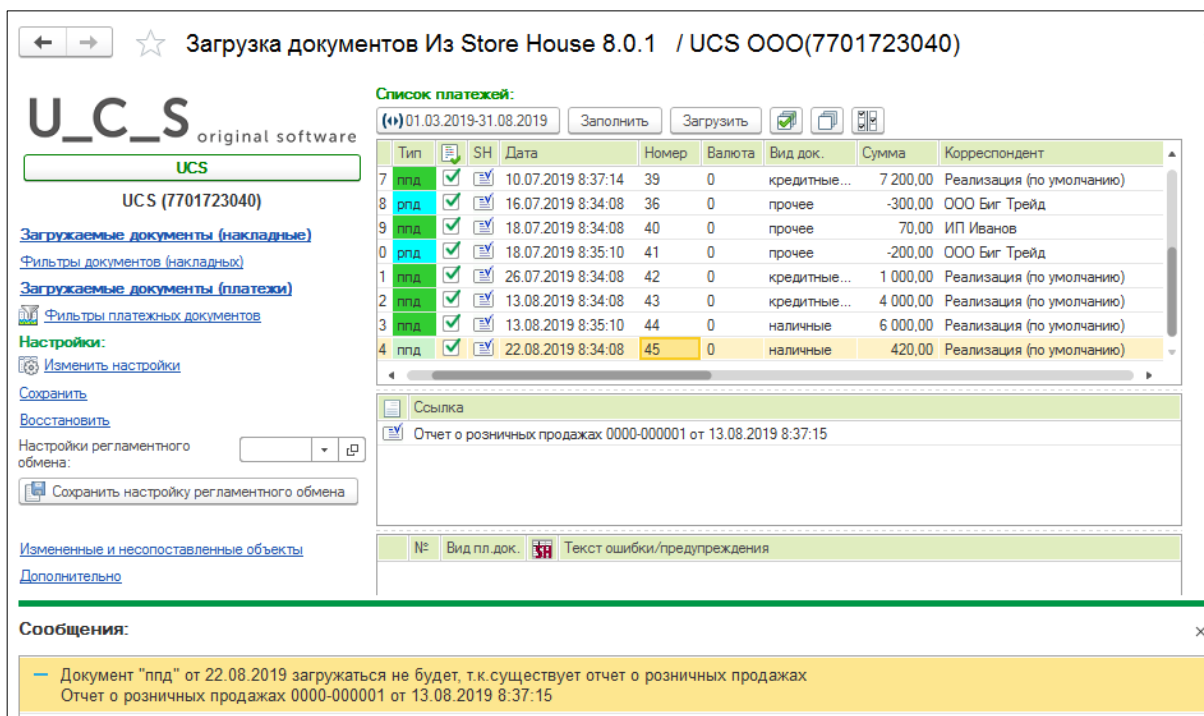 Загрузка документов Из Store House 8.0.1 / UCS ООО(7701723040)
U_C_S original software
UCS
UCS (7701723040)
Загружаемые документы (накладные)
Фильтры документов (накладных)
Загружаемые документы (платежи)
Фильтры платежных документов
Настройки:
Изменить настройки
Сохранить
Восстановить
Настройки регламентного
обмена:
Сохранить настройку регламентного обмена
Измененные и несопоставленные объекты
Дополнительно
Список платежей:
01.03.2019-31.08.2019 Заполнить Загрузить
Тип SH Дата Номер Валюта Вид док. Сумма Корреспондент
7 ппд 10.07.2019 8:37:14 39 0 кредитные... 7 200,00 Реализация (по умолчанию)
8 рпд 16.07.2019 8:34:08 36 0 прочее -300,00 ООО Биг Трейд
9 ппд 18.07.2019 8:34:08 40 0 прочее 70,00 ИП Иванов
0 рпд 18.07.2019 8:35:10 41 0 прочее -200,00 ООО Биг Трейд
1 ппд 26.07.2019 8:34:08 42 0 кредитные... 1 000,00 Реализация (по умолчанию)
2 ппд 13.08.2019 8:34:08 43 0 кредитные... 4 000,00 Реализация (по умолчанию)
3 ппд 13.08.2019 8:35:10 44 0 наличные 6 000,00 Реализация (по умолчанию)
4 ппд 22.08.2019 8:34:08 45 0 наличные 420,00 Реализация (по умолчанию)
Ссылка
Отчет о розничных продажах 0000-000001 от 13.08.2019 8:37:15
№ Вид пл.док. SH Текст ошибки/предупреждения
Сообщения:
Документ "ппд" от 22.08.2019 загружаться не будет, т.к.существует отчет о розничных продажах
Отчет о розничных продажах 0000-000001 от 13.08.2019 8:37:15